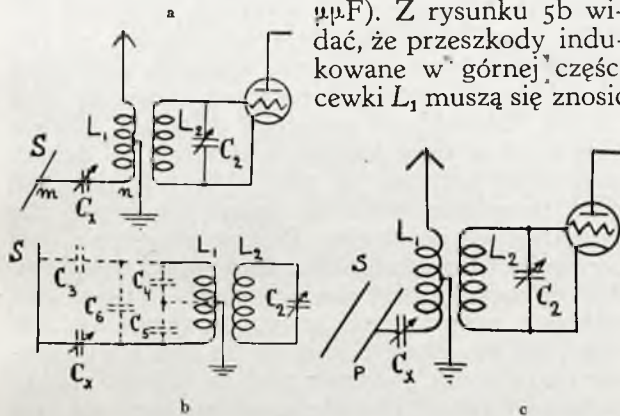 a
μμF). Z rysunku 5b wi-
dać, że przeszkody indu-
kowane w górnej częśc
cewki L₁ muszą się znosić
L₁
L₂
C₂
S
m
n
Cₓ
S
C₃
C₄
C₆
C₅
Cₓ
L₁
L₂
C₂
b
L₁
L₂
C₂
S
P
Cₓ
c